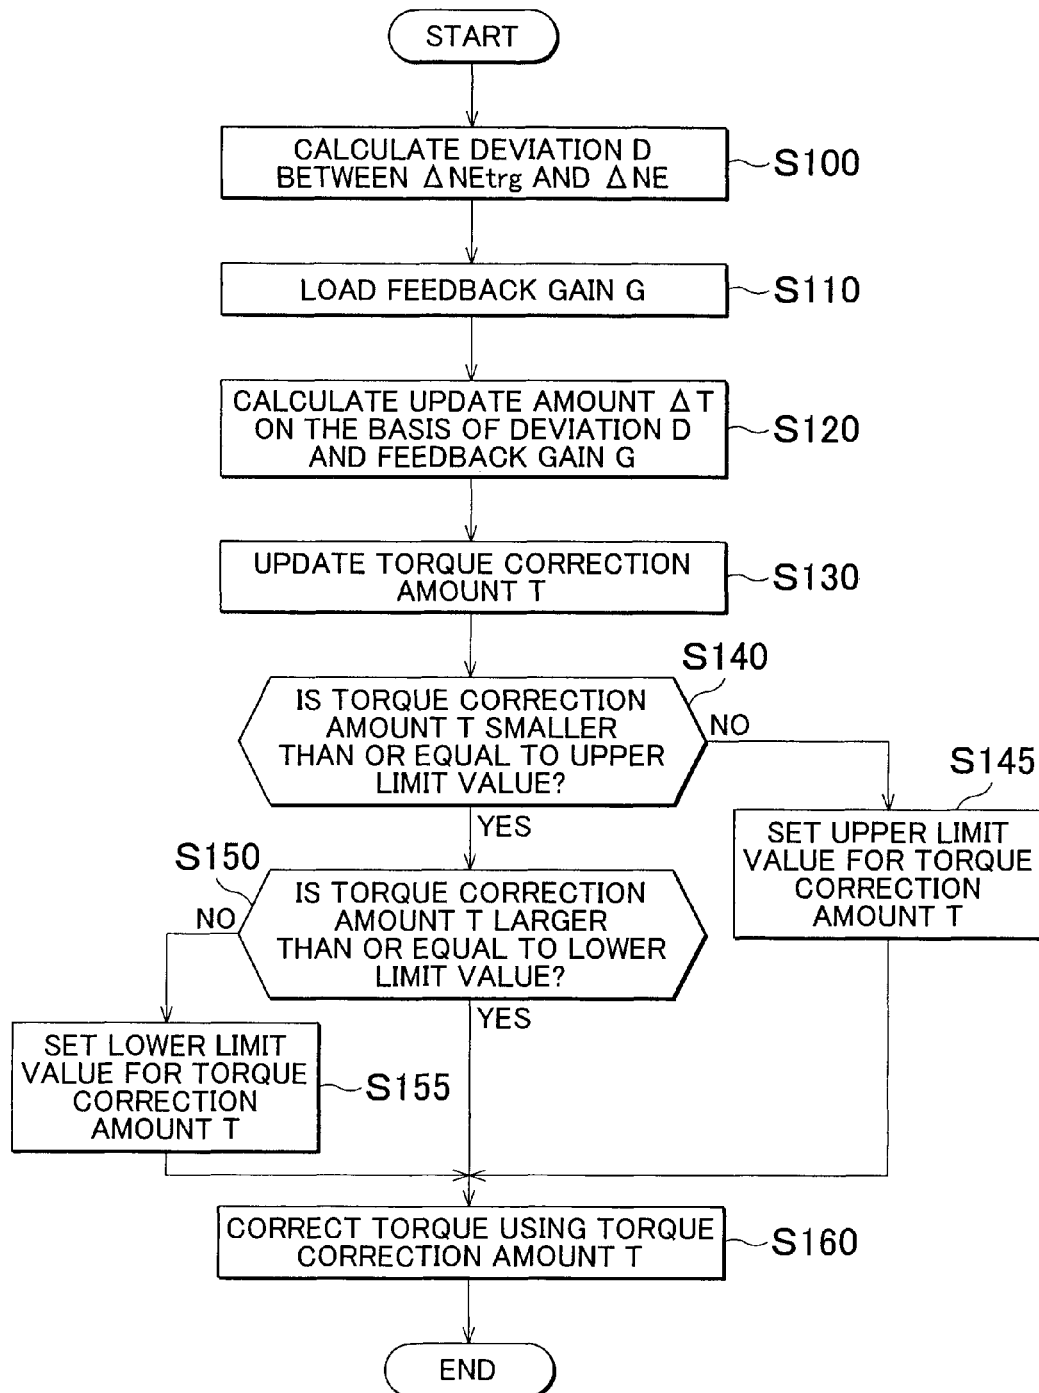 START
CALCULATE DEVIATION D
BETWEEN ΔNEtrg AND ΔNE
S100
LOAD FEEDBACK GAIN G
S110
CALCULATE UPDATE AMOUNT ΔT
ON THE BASIS OF DEVIATION D
AND FEEDBACK GAIN G
S120
UPDATE TORQUE CORRECTION
AMOUNT T
S130
S140
IS TORQUE CORRECTION
AMOUNT T SMALLER
THAN OR EQUAL TO UPPER
LIMIT VALUE?
NO
YES
S145
SET UPPER LIMIT
VALUE FOR TORQUE
CORRECTION
AMOUNT T
S150
IS TORQUE CORRECTION
AMOUNT T LARGER
THAN OR EQUAL TO LOWER
LIMIT VALUE?
NO
YES
SET LOWER LIMIT
VALUE FOR TORQUE
CORRECTION
AMOUNT T
S155
CORRECT TORQUE USING TORQUE
CORRECTION AMOUNT T
S160
END